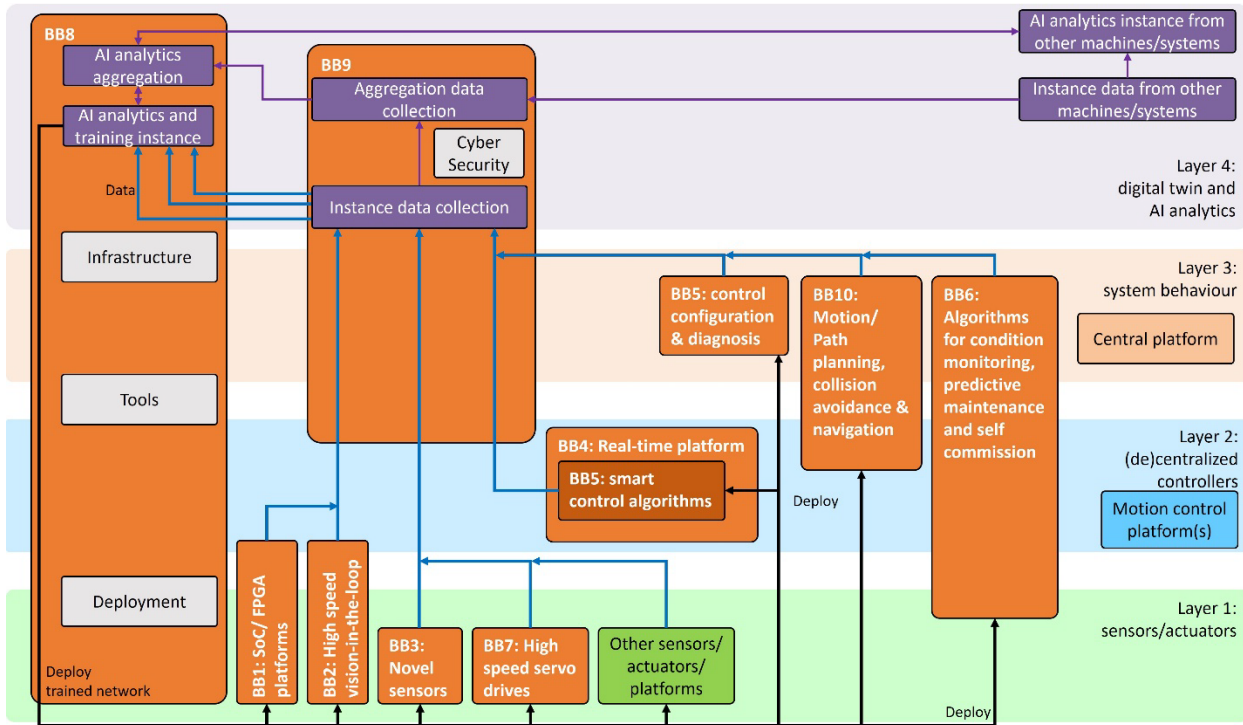 BB8
AI analytics
aggregation
AI analytics and
training instance
Data
Infrastructure
Tools
Deployment
Deploy
trained network
BB9
Aggregation data
collection
Cyber
Security
Instance data collection
AI analytics instance from
other machines/systems
Instance data from other
machines/systems
Layer 4:
digital twin and
AI analytics
BB5: control
configuration
& diagnosis
BB10:
Motion/
Path
planning,
collision
avoidance &
navigation
BB6:
Algorithms
for condition
monitoring,
predictive
maintenance
and self
commission
Layer 3:
system behaviour
Central platform
BB4: Real-time platform
BB5: smart
control algorithms
Deploy
Layer 2:
(de)centralized
controllers
Motion control
platform(s)
BB1: SoC/ FPGA
platforms
BB2: High speed
vision-in-the-loop
BB3:
Novel
sensors
BB7: High
speed servo
drives
Other sensors/
actuators/
platforms
Layer 1:
sensors/actuators
Deploy